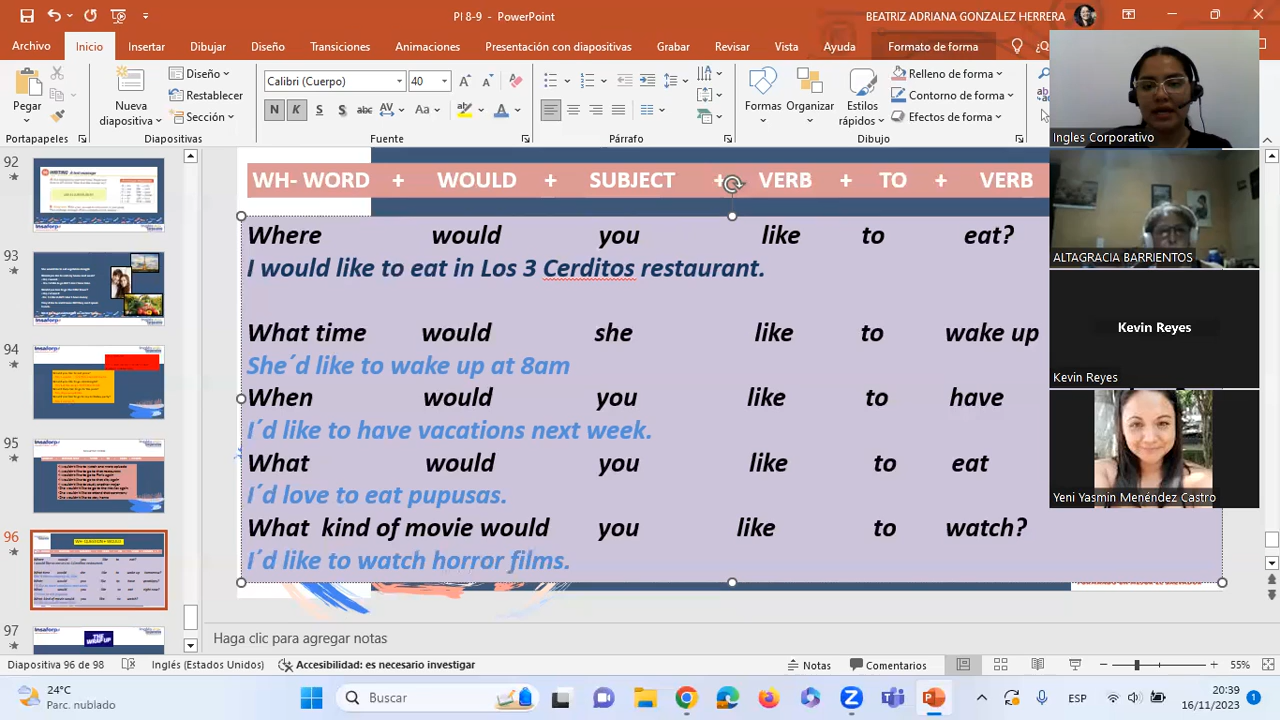 PI 8-9 - PowerPoint
BEATRIZ ADRIANA GONZALEZ HERRERA
Archivo Inicio Insertar Dibujar Diseño Transiciones Animaciones Presentación con diapositivas Grabar Revisar Vista Ayuda Formato de forma
Pegar
Nueva diapositiva
Diseño
Restablecer
Sección
Calibri (Cuerpo) 40
N K S S abc AV Aa A
Formas Organizar Estilos rápidos
Relleno de forma
Contorno de forma
Efectos de forma
Portapapeles Diapositivas Fuente Párrafo Dibujo
Ingles Corporativo
ALTAGRACIA BARRIENTOS
Kevin Reyes
Kevin Reyes
Yeni Yasmin Menéndez Castro
92
93
94
95
96
97
WH- WORD + WOULD + SUBJECT + VERB + TO + VERB
Where would you like to eat?
I would like to eat in Los 3 Cerditos restaurant.
What time would she like to wake up
She´d like to wake up at 8am
When would you like to have
I´d like to have vacations next week.
What would you like to eat
I´d love to eat pupusas.
What kind of movie would you like to watch?
I´d like to watch horror films.
Haga clic para agregar notas
Diapositiva 96 de 98 Inglés (Estados Unidos) Accesibilidad: es necesario investigar Notas Comentarios 55%
24°C
Parc. nublado
Buscar
ESP
20:39
16/11/2023